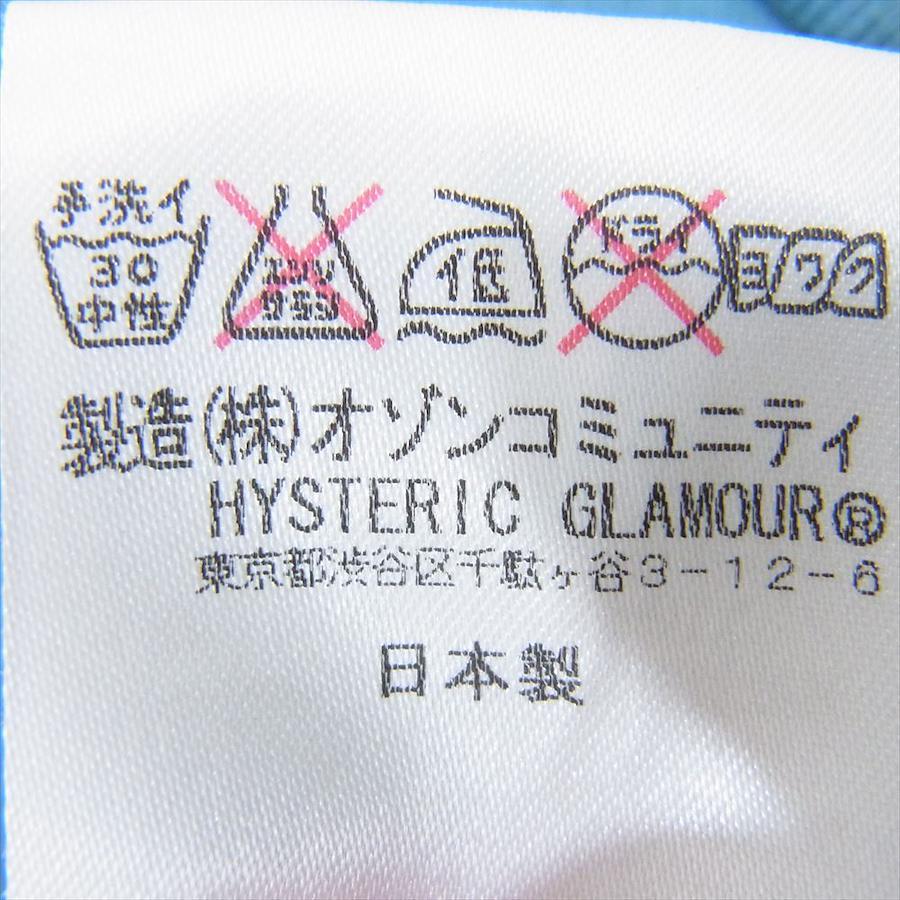 手洗イ
30
中性
エンソ
サラシ
低
ドライ
ヨワク
製造(株)オゾンコミュニティ
HYSTERIC GLAMOUR®
東京都渋谷区千駄ヶ谷3-12-6
日本製